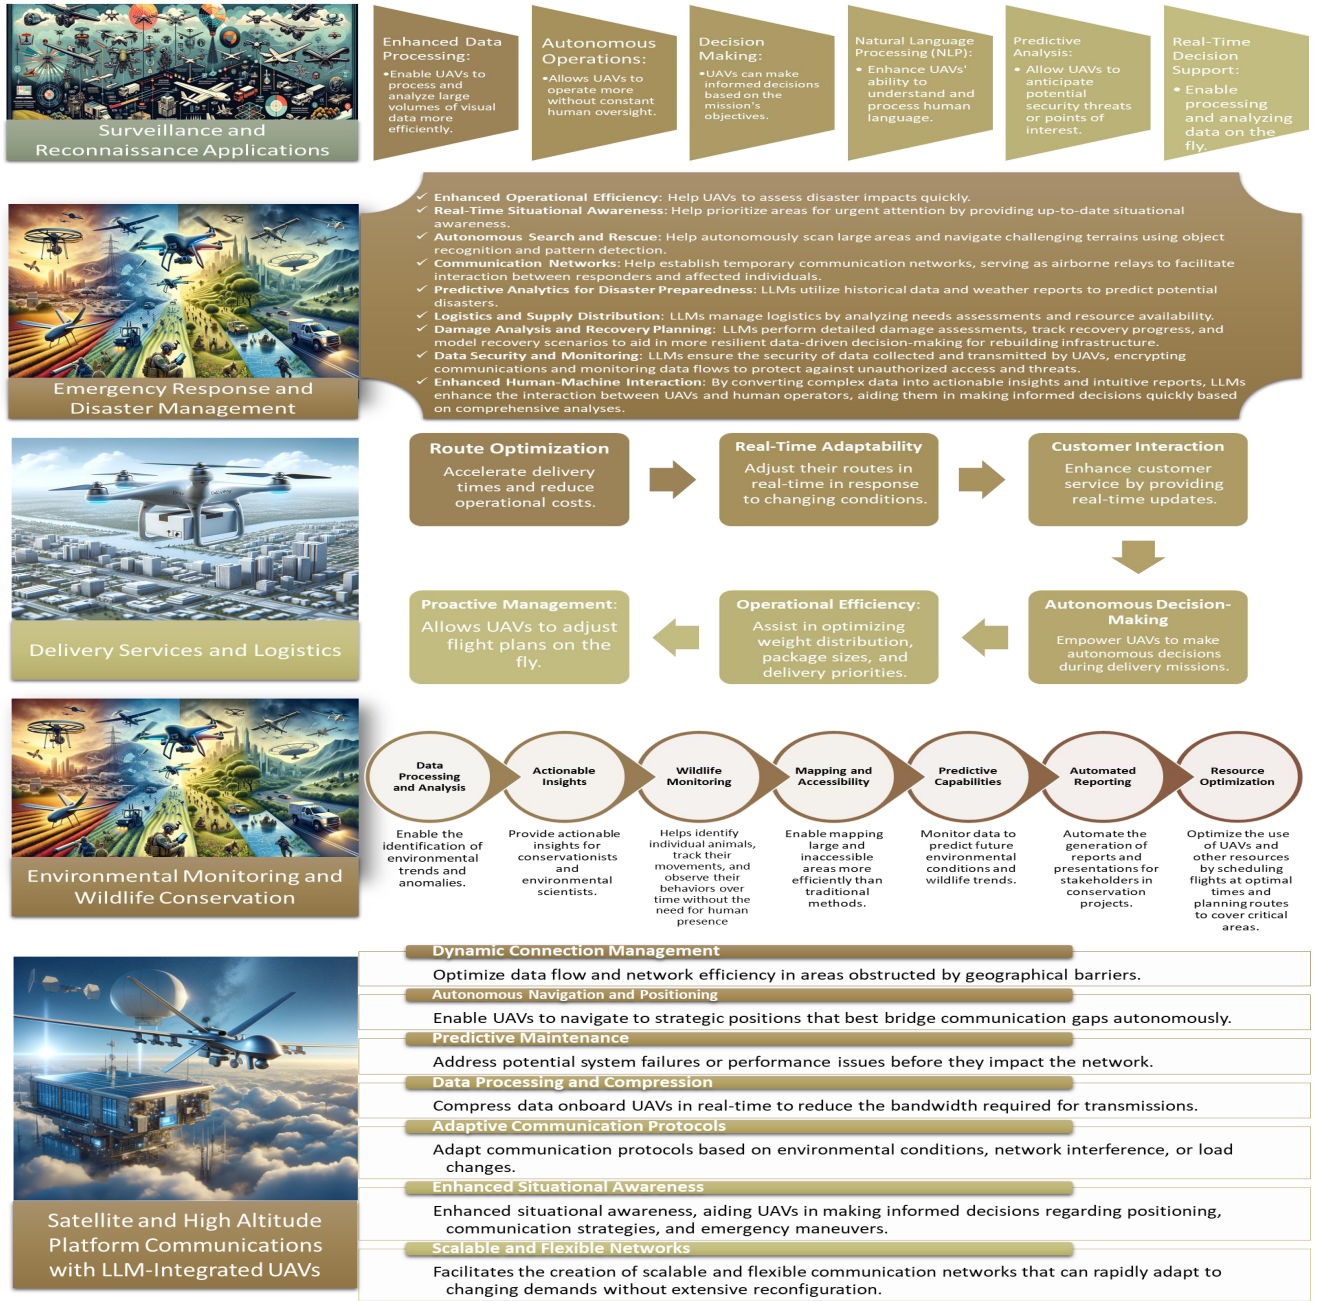 Surveillance and
Reconnaissance Applications
Enhanced Data
Processing:
•Enable UAVs to
process and
analyze large
volumes of visual
data more
efficiently.
Autonomous
Operations:
•Allows UAVs to
operate more
without constant
human oversight.
Decision
Making:
•UAVs can make
informed decisions
based on the
mission's
objectives.
Natural Language
Processing (NLP):
• Enhance UAVs'
ability to
understand and
process human
language.
Predictive
Analysis:
• Allow UAVs to
anticipate
potential
security threats
or points of
interest.
Real-Time
Decision
Support:
• Enable
processing
and analyzing
data on the
fly.
Emergency Response and
Disaster Management
✓ Enhanced Operational Efficiency: Help UAVs to assess disaster impacts quickly.
✓ Real-Time Situational Awareness: Help prioritize areas for urgent attention by providing up-to-date situational
awareness.
✓ Autonomous Search and Rescue: Help autonomously scan large areas and navigate challenging terrains using object
recognition and pattern detection.
✓ Communication Networks: Help establish temporary communication networks, serving as airborne relays to facilitate
interaction between responders and affected individuals.
✓ Predictive Analytics for Disaster Preparedness: LLMs utilize historical data and weather reports to predict potential
disasters.
✓ Logistics and Supply Distribution: LLMs manage logistics by analyzing needs assessments and resource availability.
✓ Damage Analysis and Recovery Planning: LLMs perform detailed damage assessments, track recovery progress, and
model recovery scenarios to aid in more resilient data-driven decision-making for rebuilding infrastructure.
✓ Data Security and Monitoring: LLMs ensure the security of data collected and transmitted by UAVs, encrypting
communications and monitoring data flows to protect against unauthorized access and threats.
✓ Enhanced Human-Machine Interaction: By converting complex data into actionable insights and intuitive reports, LLMs
enhance the interaction between UAVs and human operators, aiding them in making informed decisions quickly based
on comprehensive analyses.
Delivery Services and Logistics
Route Optimization
Accelerate delivery
times and reduce
operational costs.
Real-Time Adaptability
Adjust their routes in
real-time in response
to changing conditions.
Customer Interaction
Enhance customer
service by providing
real-time updates.
Autonomous Decision-
Making
Empower UAVs to make
autonomous decisions
during delivery missions.
Operational Efficiency:
Assist in optimizing
weight distribution,
package sizes, and
delivery priorities.
Proactive Management:
Allows UAVs to adjust
flight plans on the
fly.
Environmental Monitoring and
Wildlife Conservation
Data
Processing
and Analysis
Enable the
identification of
environmental
trends and
anomalies.
Actionable
Insights
Provide actionable
insights for
conservationists
and
environmental
scientists.
Wildlife
Monitoring
Helps identify
individual animals,
track their
movements, and
observe their
behaviors over
time without the
need for human
presence
Mapping and
Accessibility
Enable mapping
large and
inaccessible
areas more
efficiently than
traditional
methods.
Predictive
Capabilities
Monitor data to
predict future
environmental
conditions and
wildlife trends.
Automated
Reporting
Automate the
generation of
reports and
presentations for
stakeholders in
conservation
projects.
Resource
Optimization
Optimize the use
of UAVs and
other resources
by scheduling
flights at optimal
times and
planning routes
to cover critical
areas.
Satellite and High Altitude
Platform Communications
with LLM-Integrated UAVs
Dynamic Connection Management
Optimize data flow and network efficiency in areas obstructed by geographical barriers.
Autonomous Navigation and Positioning
Enable UAVs to navigate to strategic positions that best bridge communication gaps autonomously.
Predictive Maintenance
Address potential system failures or performance issues before they impact the network.
Data Processing and Compression
Compress data onboard UAVs in real-time to reduce the bandwidth required for transmissions.
Adaptive Communication Protocols
Adapt communication protocols based on environmental conditions, network interference, or load
changes.
Enhanced Situational Awareness
Enhanced situational awareness, aiding UAVs in making informed decisions regarding positioning,
communication strategies, and emergency maneuvers.
Scalable and Flexible Networks
Facilitates the creation of scalable and flexible communication networks that can rapidly adapt to
changing demands without extensive reconfiguration.